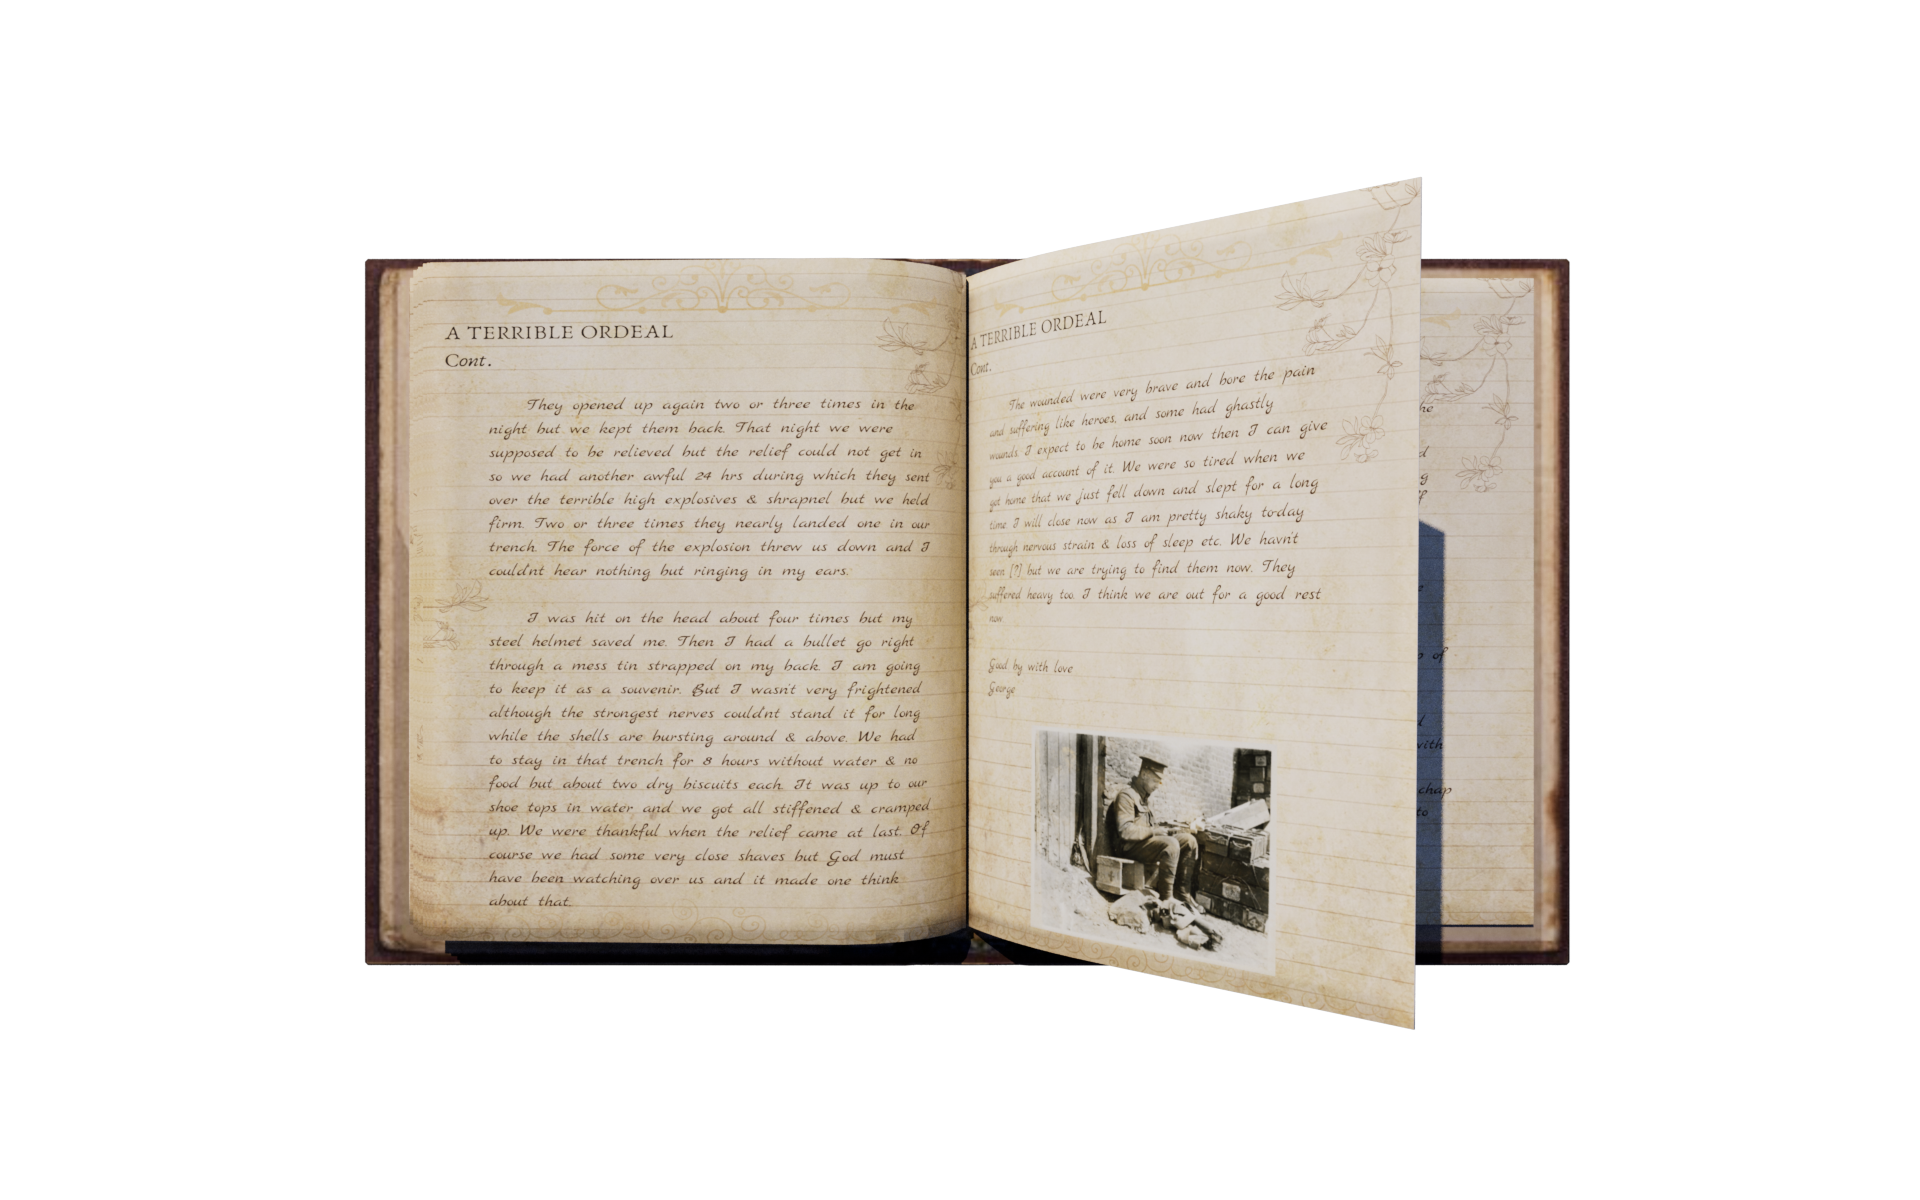 A TERRIBLE ORDEAL
Cont.
They opened up again two or three times in the
night but we kept them back. That night we were
supposed to be relieved but the relief could not get in
so we had another awful 24 hrs during which they sent
over the terrible high explosives & shrapnel but we held
firm. Two or three times they nearly landed one in our
trench. The force of the explosion threw us down and I
could'nt hear nothing but ringing in my ears.
I was hit on the head about four times but my
steel helmet saved me. Then I had a bullet go right
through a mess tin strapped on my back. I am going
to keep it as a souvenir. But I wasn't very frightened
although the strongest nerves could'nt stand it for long
while the shells are bursting around & above. We had
to stay in that trench for 8 hours without water & no
food but about two dry biscuits each. It was up to our
shoe tops in water and we got all stiffened & cramped
up. We were thankful when the relief came at last. Of
course we had some very close shaves but God must
have been watching over us and it made one think
about that.
A TERRIBLE ORDEAL
Cont.
The wounded were very brave and bore the pain
and suffering like heroes, and some had ghastly
wounds. I expect to be home soon now then I can give
you a good account of it. We were so tired when we
got home that we just fell down and slept for a long
time. I will close now as I am pretty shaky to-day
through nervous strain & loss of sleep etc. We hav'nt
seen [?] but we are trying to find them now. They
suffered heavy too. I think we are out for a good rest
now.
Good by with love
George
of
with
chap
to